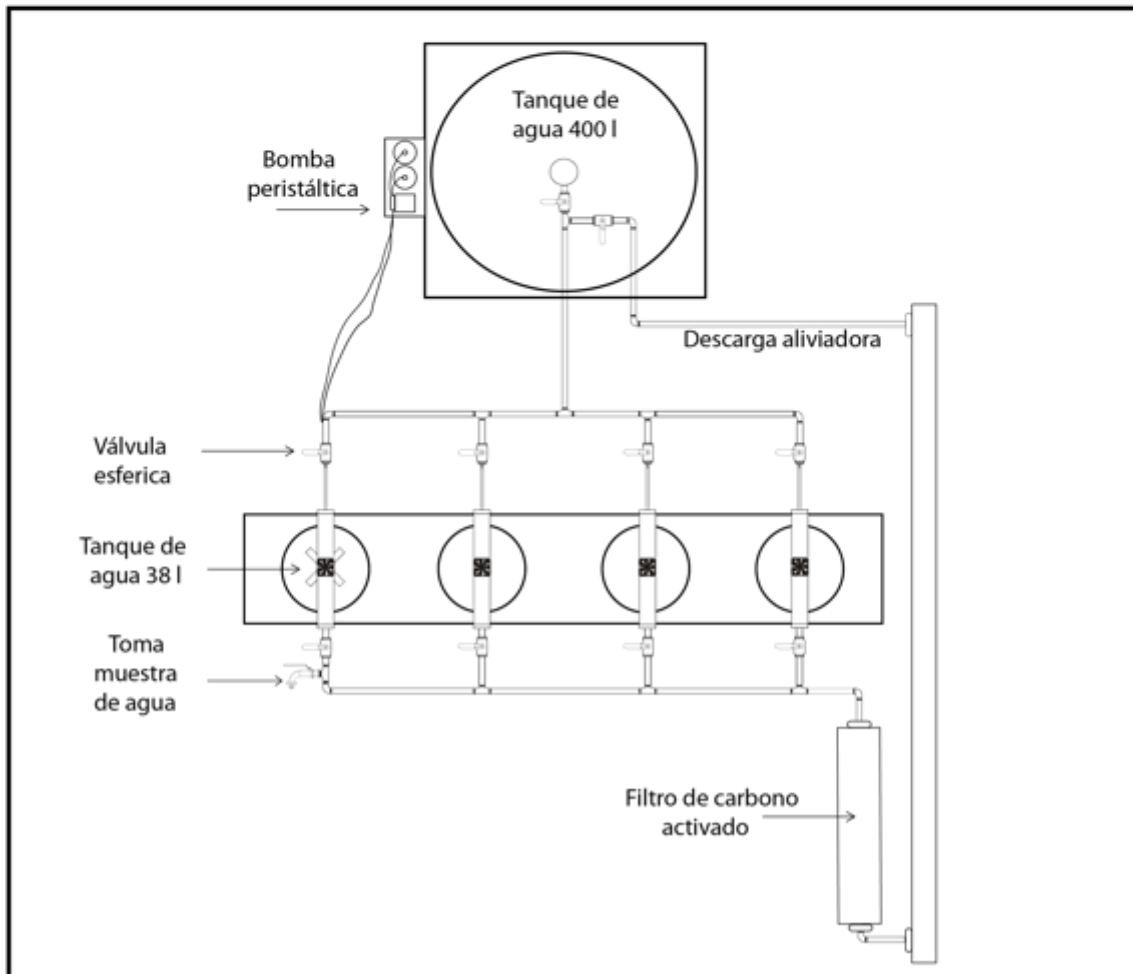 Tanque de
agua 400 l
Bomba
peristáltica
Descarga aliviadora
Válvula
esferica
Tanque de
agua 38 l
Toma
muestra
de agua
Filtro de carbono
activado